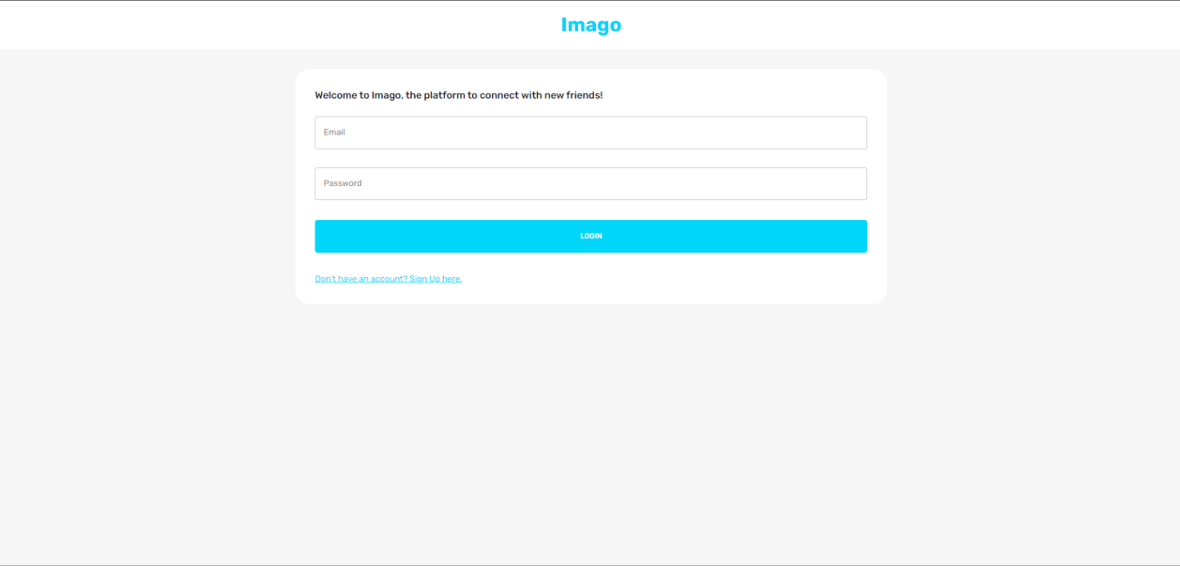 Imago
Welcome to Imago, the platform to connect with new friends!
Email
Password
LOGIN
Don't have an account? Sign Up here.